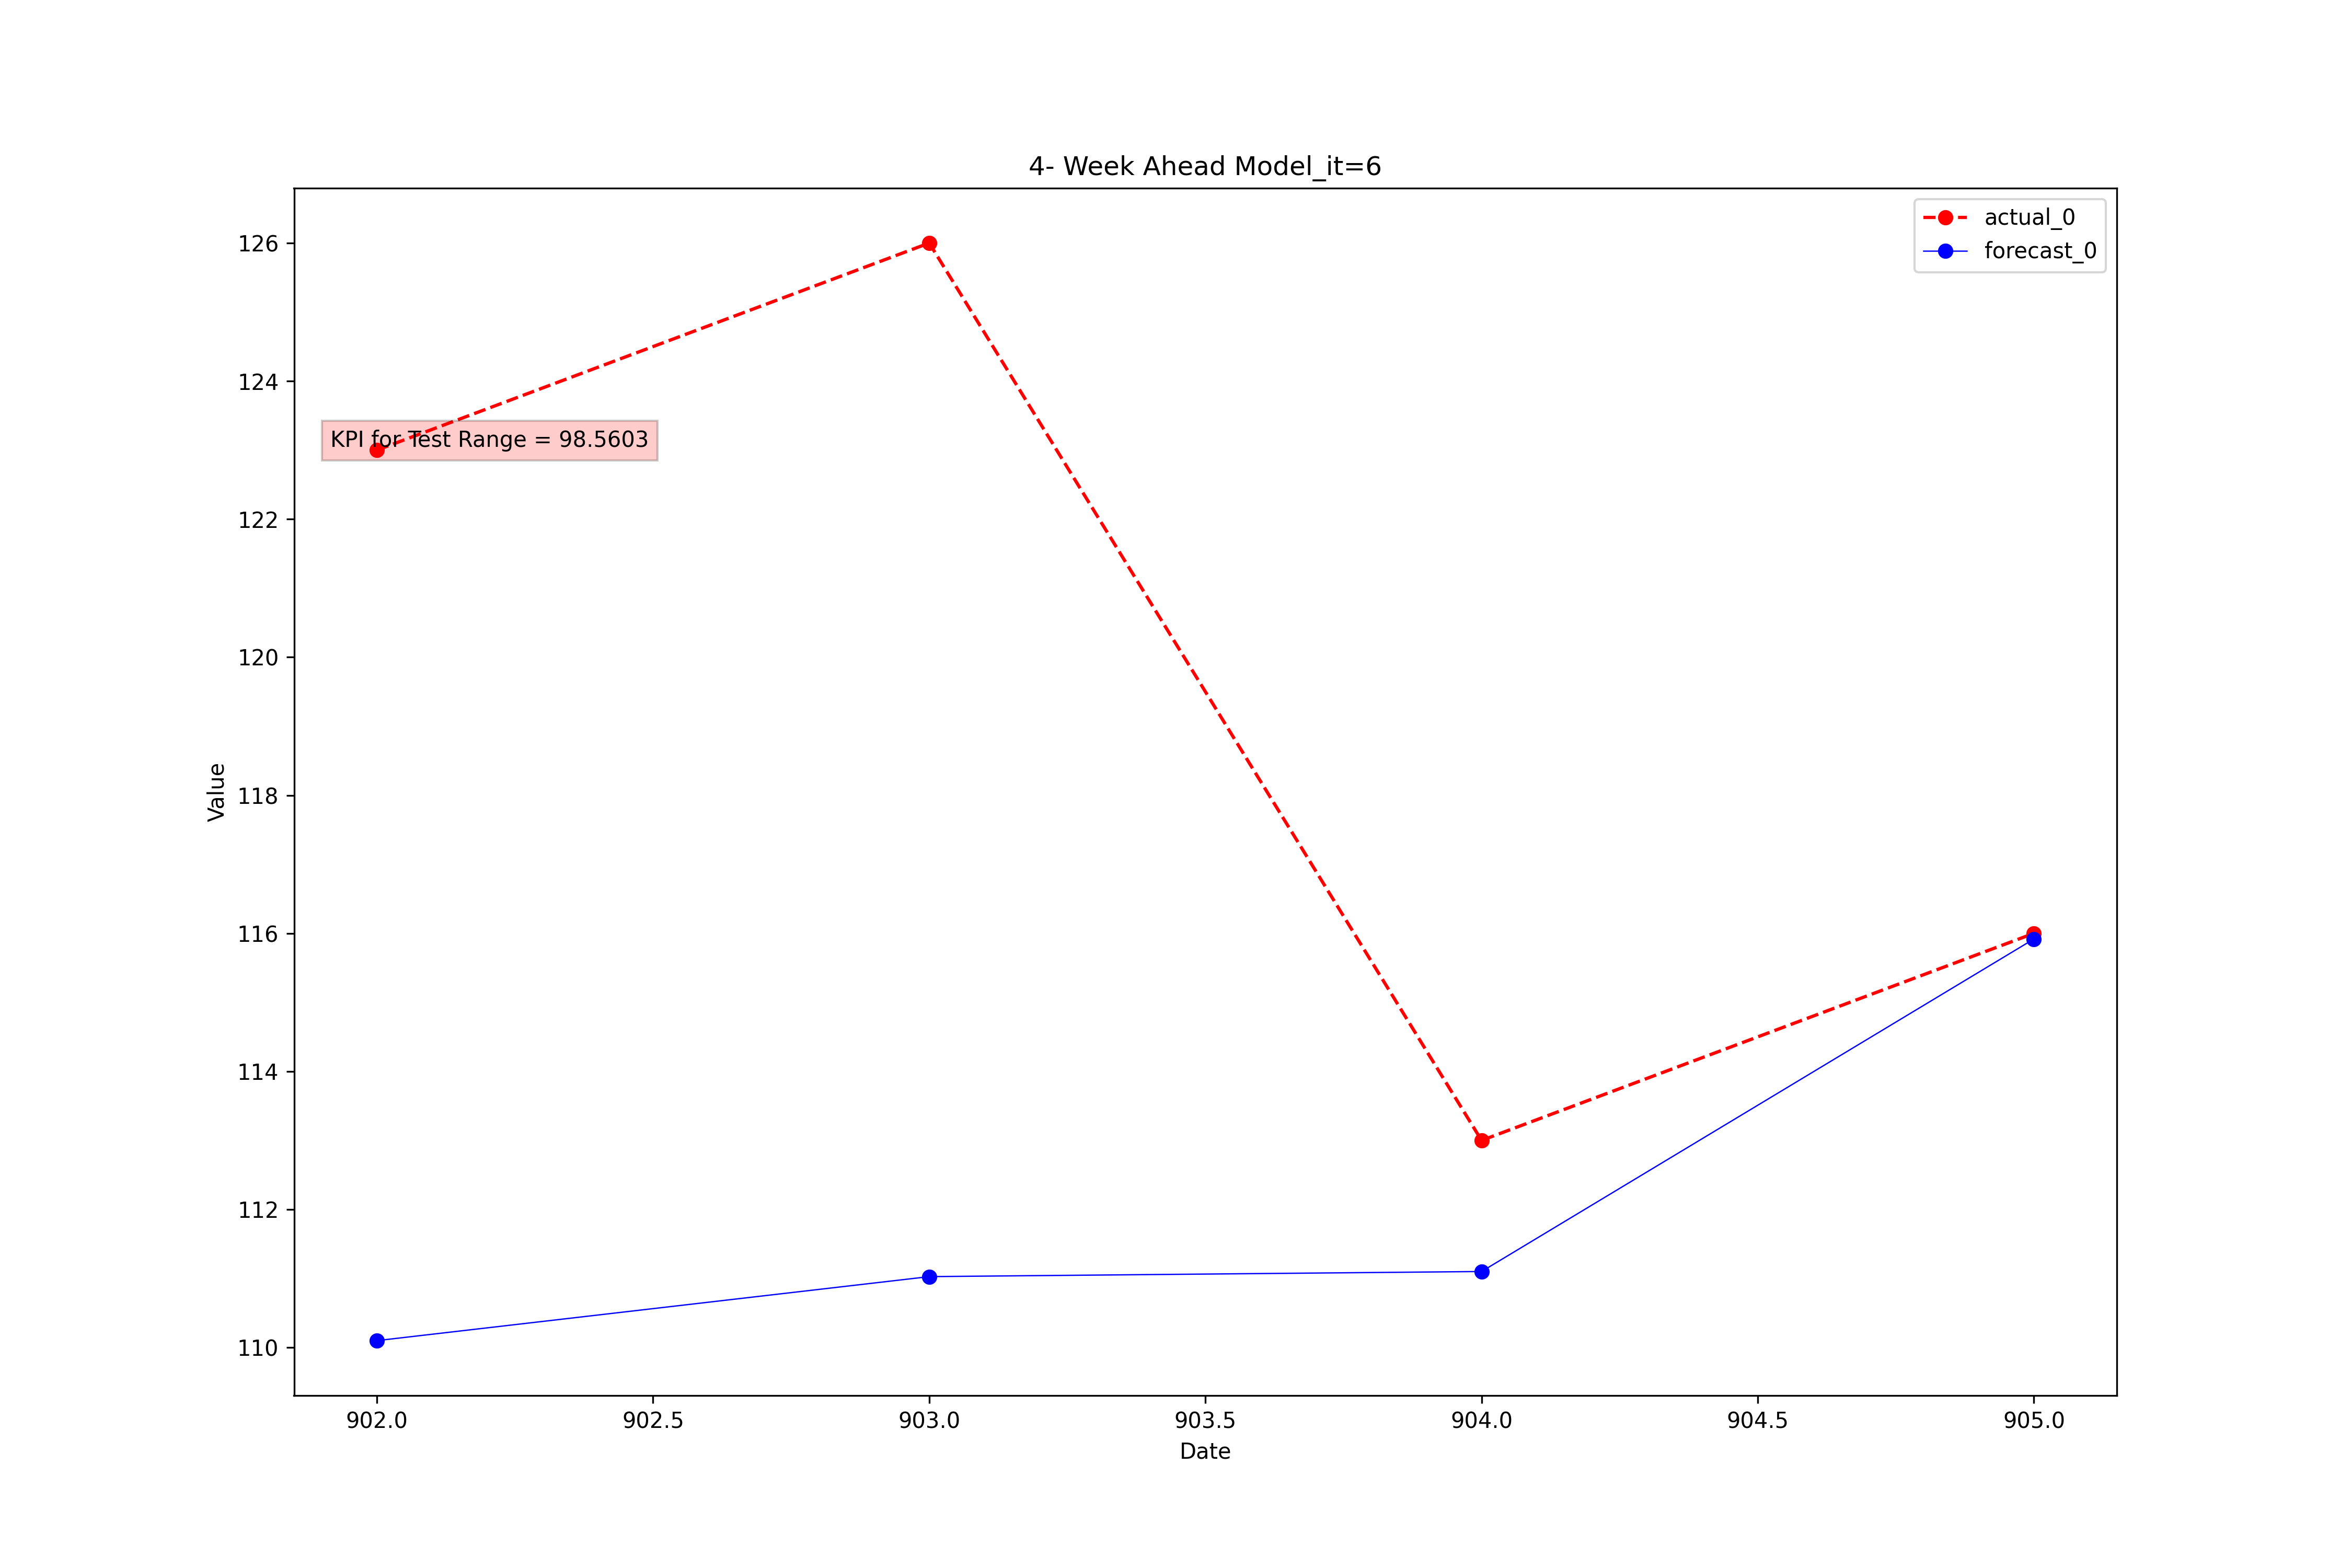 4- Week Ahead Model_it=6
actual_0
forecast_0
KPI for Test Range = 98.5603
Value
126
124
122
120
118
116
114
112
110
902.0 902.5 903.0 903.5 904.0 904.5 905.0
Date